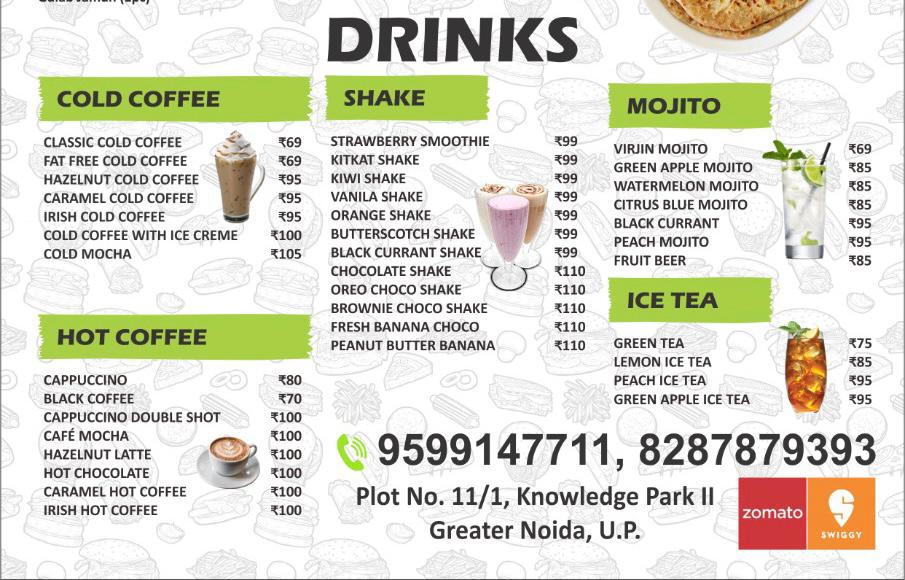 DRINKS
COLD COFFEE
CLASSIC COLD COFFEE ₹69
FAT FREE COLD COFFEE ₹69
HAZELNUT COLD COFFEE ₹95
CARAMEL COLD COFFEE ₹95
IRISH COLD COFFEE ₹95
COLD COFFEE WITH ICE CREME ₹100
COLD MOCHA ₹105
HOT COFFEE
CAPPUCCINO ₹80
BLACK COFFEE ₹70
CAPPUCCINO DOUBLE SHOT ₹100
CAFÉ MOCHA ₹100
HAZELNUT LATTE ₹100
HOT CHOCOLATE ₹100
CARAMEL HOT COFFEE ₹100
IRISH HOT COFFEE ₹100
SHAKE
STRAWBERRY SMOOTHIE ₹99
KITKAT SHAKE ₹99
KIWI SHAKE ₹99
VANILA SHAKE ₹99
ORANGE SHAKE ₹99
BUTTERSCOTCH SHAKE ₹99
BLACK CURRANT SHAKE ₹99
CHOCOLATE SHAKE ₹110
OREO CHOCO SHAKE ₹110
BROWNIE CHOCO SHAKE ₹110
FRESH BANANA CHOCO ₹110
PEANUT BUTTER BANANA ₹110
MOJITO
VIRJIN MOJITO ₹69
GREEN APPLE MOJITO ₹85
WATERMELON MOJITO ₹85
CITRUS BLUE MOJITO ₹85
BLACK CURRANT ₹95
PEACH MOJITO ₹95
FRUIT BEER ₹85
ICE TEA
GREEN TEA ₹75
LEMON ICE TEA ₹85
PEACH ICE TEA ₹95
GREEN APPLE ICE TEA ₹95
9599147711, 8287879393
Plot No. 11/1, Knowledge Park II
Greater Noida, U.P.
zomato
SWIGGY